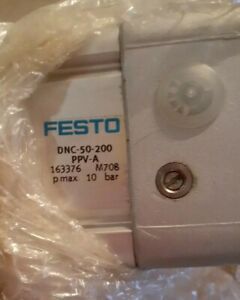 FESTO
DNC-50-200
PPV-A
163376 M708
p max. 10 bar